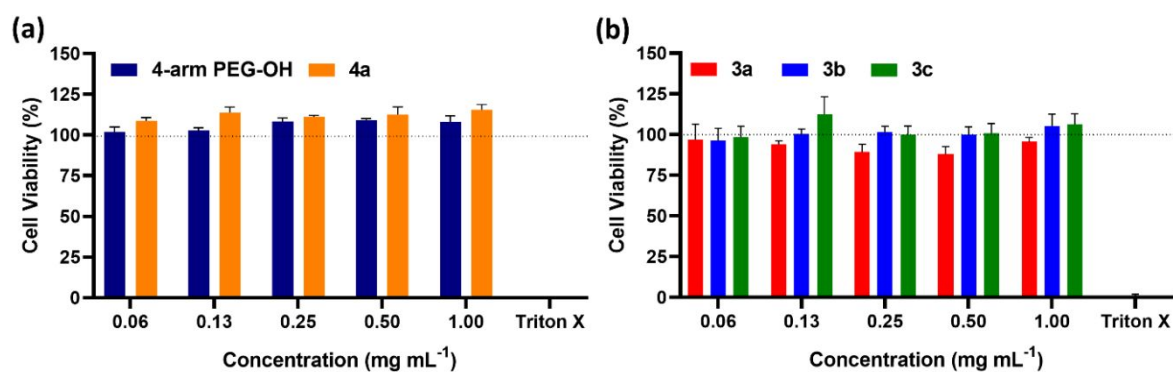 (a)
4-arm PEG-OH 4a
Cell Viability (%)
150
125
100
75
50
25
0
0.06 0.13 0.25 0.50 1.00 Triton X
Concentration (mg mL⁻¹)
(b)
3a 3b 3c
Cell Viability (%)
150
125
100
75
50
25
0
0.06 0.13 0.25 0.50 1.00 Triton X
Concentration (mg mL⁻¹)